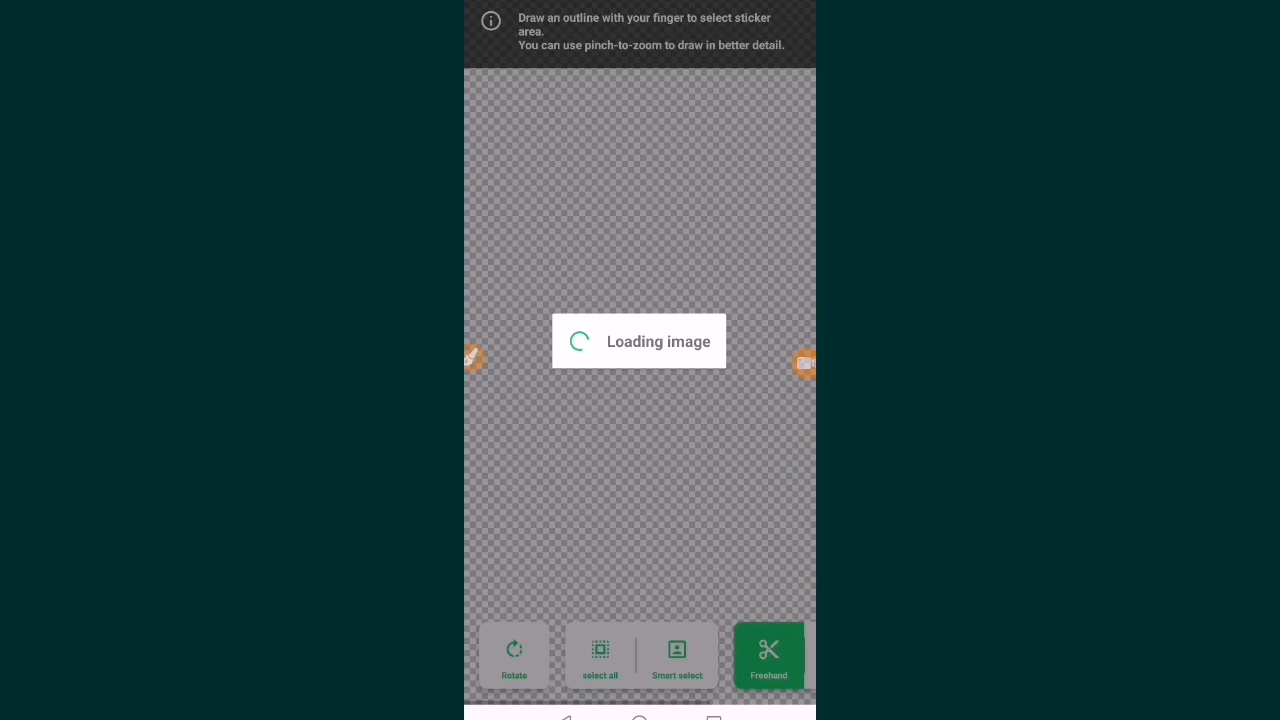 Draw an outline with your finger to select sticker
area.
You can use pinch-to-zoom to draw in better detail.
Loading image
Rotate
select all
Smart select
Freehand